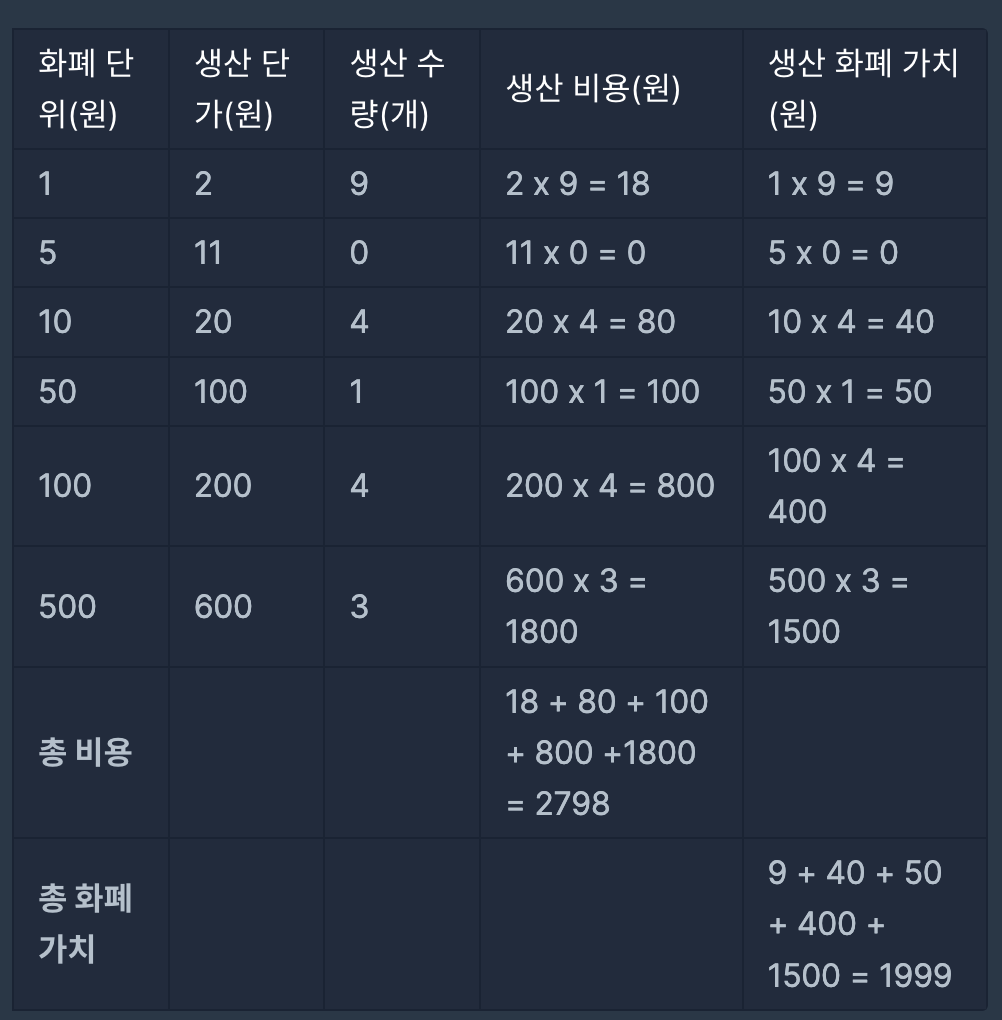 화폐 단
위(원)
생산 단
가(원)
생산 수
량(개)
생산 비용(원)
생산 화폐 가치
(원)
1
2
9
2 x 9 = 18
1 x 9 = 9
5
11
0
11 x 0 = 0
5 x 0 = 0
10
20
4
20 x 4 = 80
10 x 4 = 40
50
100
1
100 x 1 = 100
50 x 1 = 50
100
200
4
200 x 4 = 800
100 x 4 =
400
500
600
3
600 x 3 =
1800
500 x 3 =
1500
총 비용
18 + 80 + 100
+ 800 +1800
= 2798
총 화폐
가치
9 + 40 + 50
+ 400 +
1500 = 1999